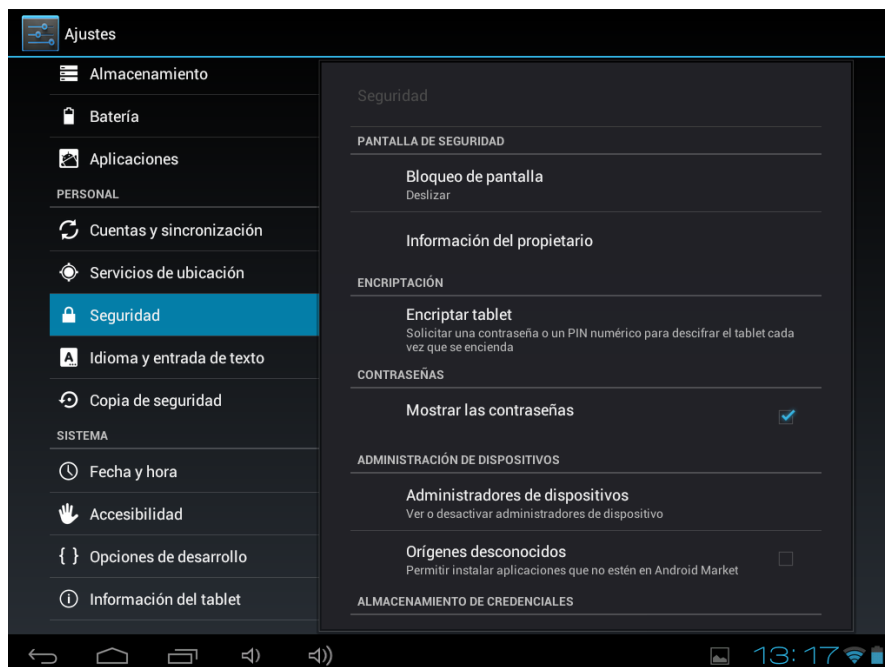 Ajustes
Almacenamiento
Batería
Aplicaciones
PERSONAL
Cuentas y sincronización
Servicios de ubicación
Seguridad
Idioma y entrada de texto
Copia de seguridad
SISTEMA
Fecha y hora
Accesibilidad
{ } Opciones de desarrollo
Información del tablet
Seguridad
PANTALLA DE SEGURIDAD
Bloqueo de pantalla
Deslizar
Información del propietario
ENCRIPTACIÓN
Encriptar tablet
Solicitar una contraseña o un PIN numérico para descifrar el tablet cada
vez que se encienda
CONTRASEÑAS
Mostrar las contraseñas
ADMINISTRACIÓN DE DISPOSITIVOS
Administradores de dispositivos
Ver o desactivar administradores de dispositivo
Orígenes desconocidos
Permitir instalar aplicaciones que no estén en Android Market
ALMACENAMIENTO DE CREDENCIALES
13:17